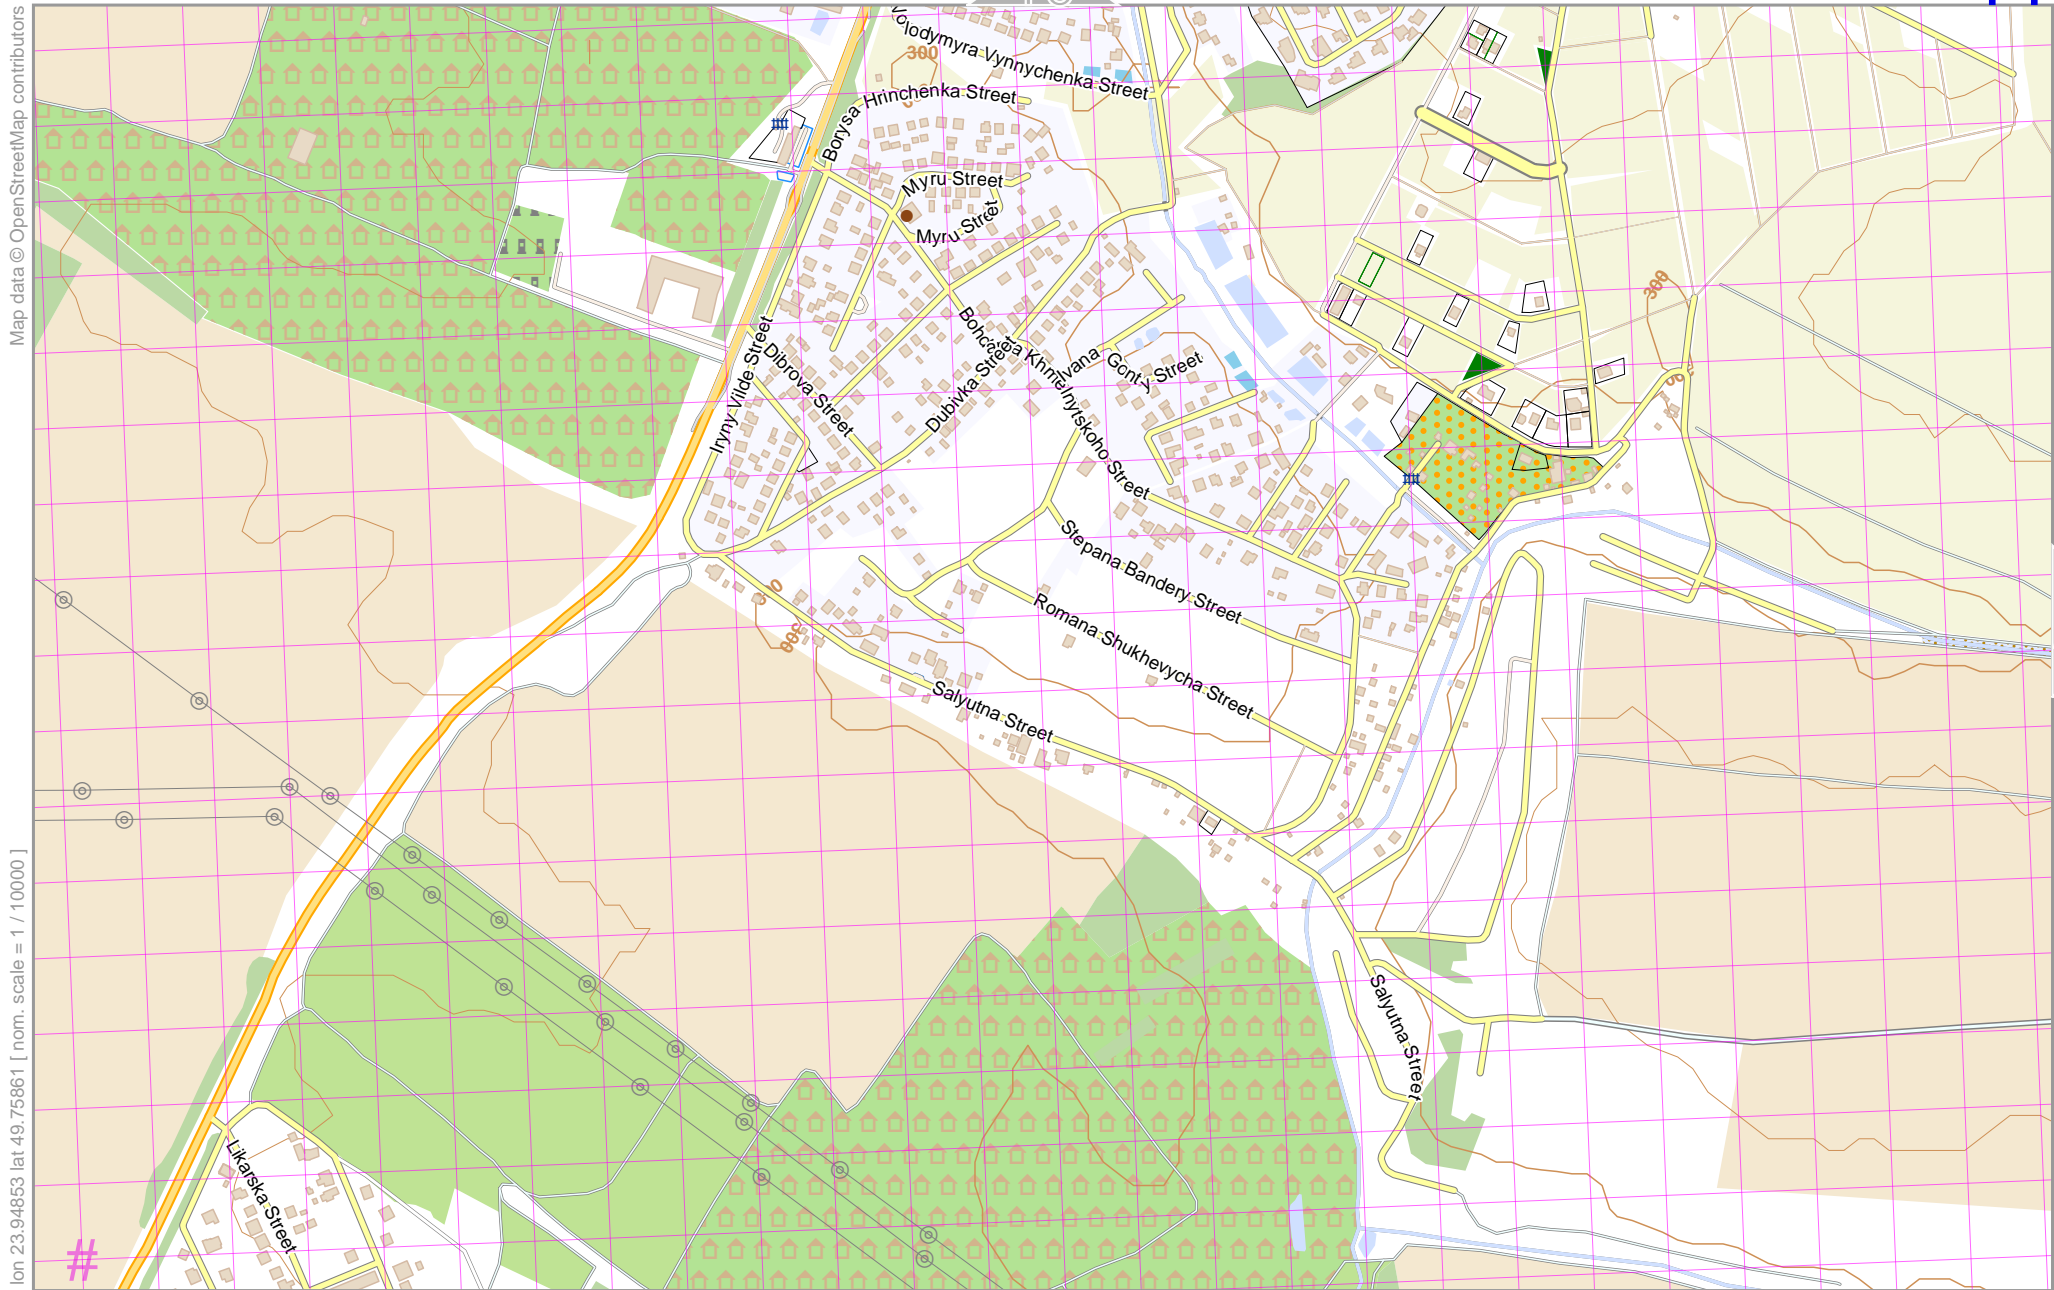 Map data © OpenStreetMap contributors
Volodymyra Vynnychenka Street
300
Borysa Hrinchenka Street
Myru Street
Myru Street
300
Bohdana Khmelnytskoho Street
Iryny Vilde Street
Dibrova Street
Dubivka Street
Ivana Gonty Street
Stepana Bandery Street
Romana Shukhevycha Street
300
300
Salyutna Street
Salyutna Street
Likarska Street
#
lon 23.94853 lat 49.75861 [ nom. scale = 1 / 10000 ]